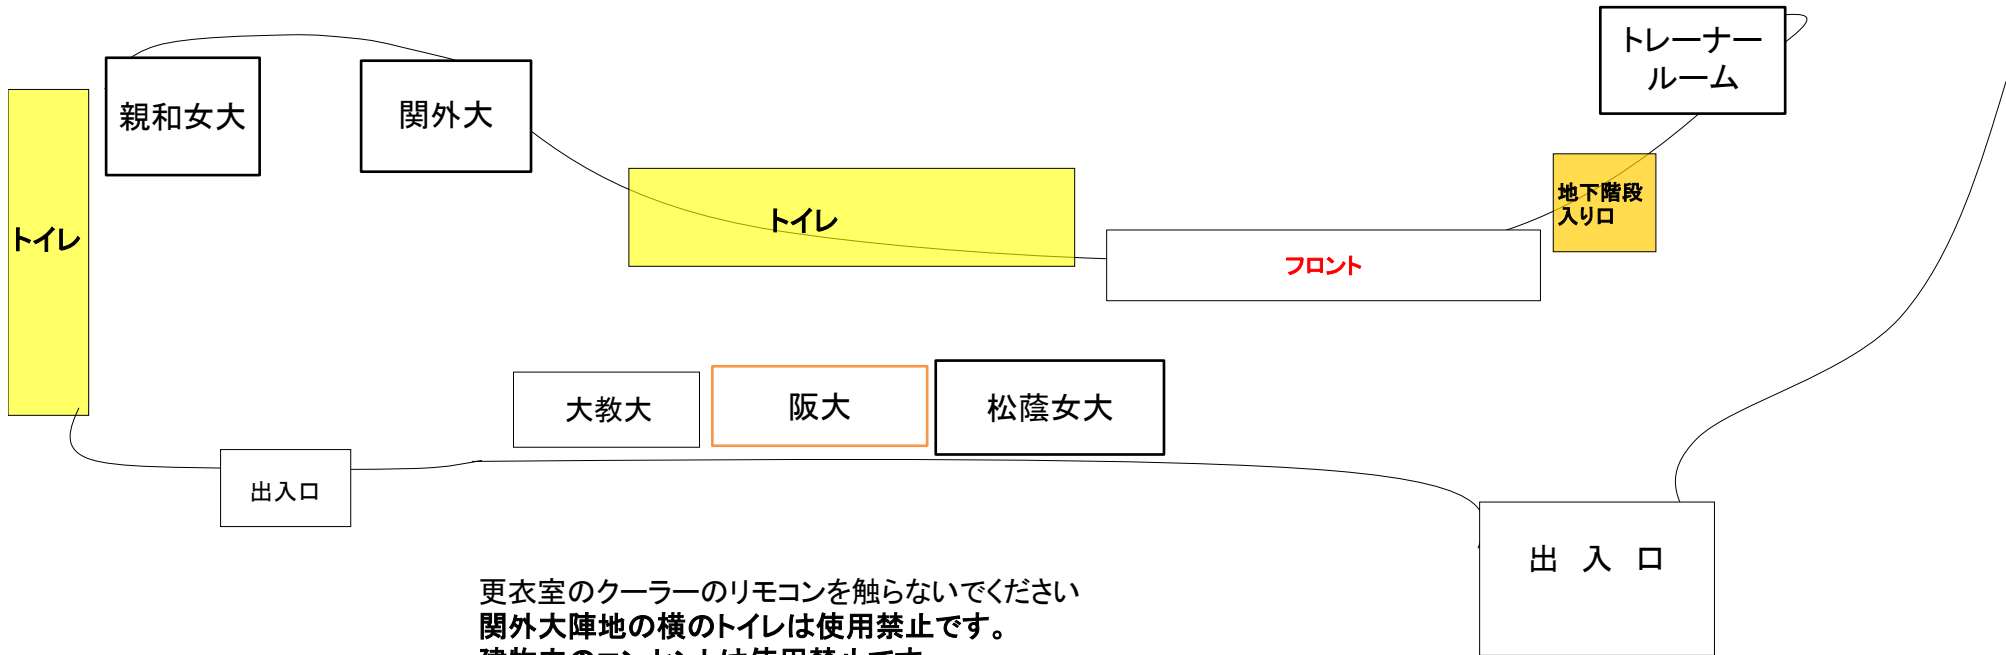 トレーナー
ルーム
親和女大
関外大
地下階段
入り口
トイレ
トイレ
フロント
大教大
阪大
松蔭女大
出入口
出 入 口
更衣室のクーラーのリモコンを触らないでください
関外大陣地の横のトイレは使用禁止です。